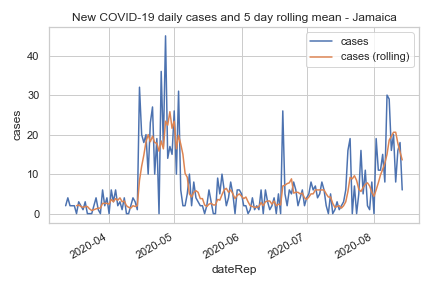 New COVID-19 daily cases and 5 day rolling mean - Jamaica
cases
cases (rolling)
cases
40
30
20
10
0
2020-04
2020-05
2020-06
2020-07
2020-08
dateRep